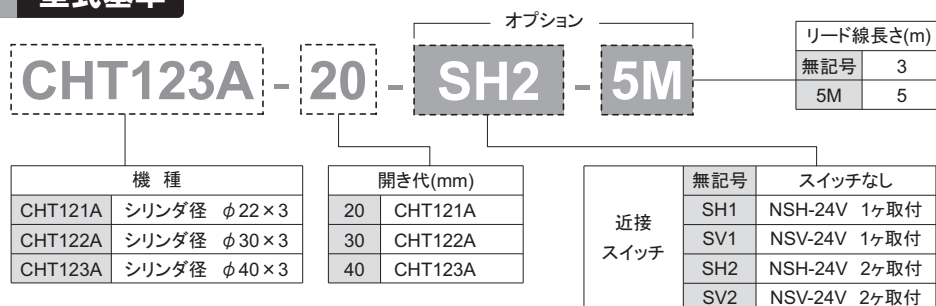 型式基準
オプション
CHT123A - 20 - SH2 - 5M
リード線長さ(m)
無記号 3
5M 5
機 種
CHT121A シリンダ径 φ22×3
CHT122A シリンダ径 φ30×3
CHT123A シリンダ径 φ40×3
開き代(mm)
20 CHT121A
30 CHT122A
40 CHT123A
近接
スイッチ
無記号 スイッチなし
SH1 NSH-24V 1ヶ取付
SV1 NSV-24V 1ヶ取付
SH2 NSH-24V 2ヶ取付
SV2 NSV-24V 2ヶ取付